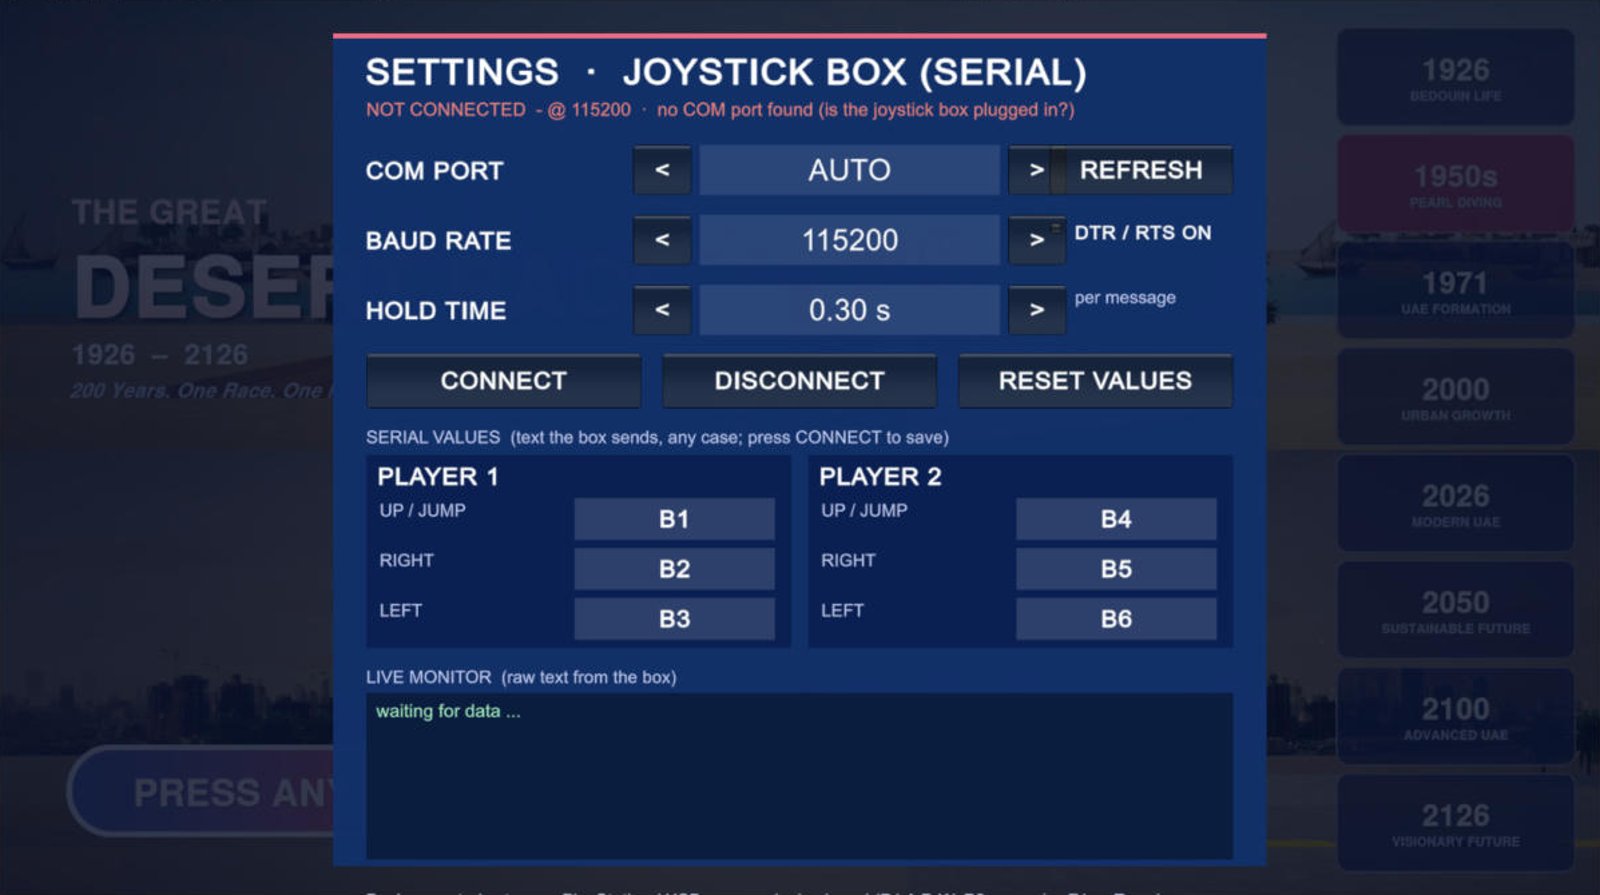 SETTINGS · JOYSTICK BOX (SERIAL)
NOT CONNECTED - @ 115200 · no COM port found (is the joystick box plugged in?)
COM PORT < AUTO > REFRESH
BAUD RATE < 115200 > DTR / RTS ON
HOLD TIME < 0.30 s > per message
CONNECT DISCONNECT RESET VALUES
SERIAL VALUES (text the box sends, any case; press CONNECT to save)
PLAYER 1
UP / JUMP B1
RIGHT B2
LEFT B3
PLAYER 2
UP / JUMP B4
RIGHT B5
LEFT B6
LIVE MONITOR (raw text from the box)
waiting for data ...
THE GREAT
DESER
1926 – 2126
200 Years. One Race. One
PRESS ANY
1926
BEDOUIN LIFE
1950s
PEARL DIVING
1971
UAE FORMATION
2000
URBAN GROWTH
2026
MODERN UAE
2050
SUSTAINABLE FUTURE
2100
ADVANCED UAE
2126
VISIONARY FUTURE